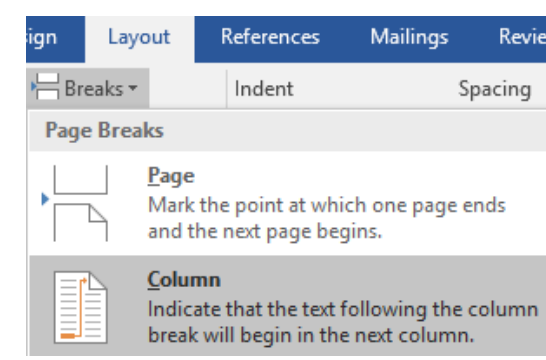 ign Layout References Mailings Revie
Breaks Indent Spacing
Page Breaks
Page
Mark the point at which one page ends
and the next page begins.
Column
Indicate that the text following the column
break will begin in the next column.